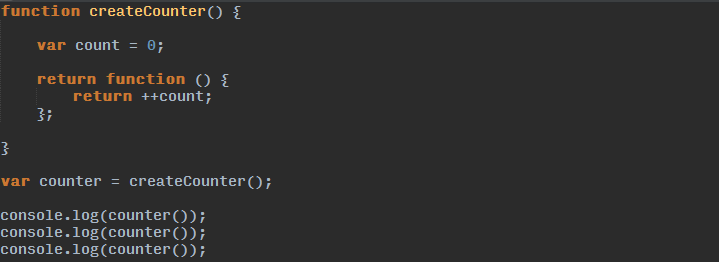 function createCounter() {
    var count = 0;
    return function () {
        return ++count;
    };
}
var counter = createCounter();
console.log(counter());
console.log(counter());
console.log(counter());